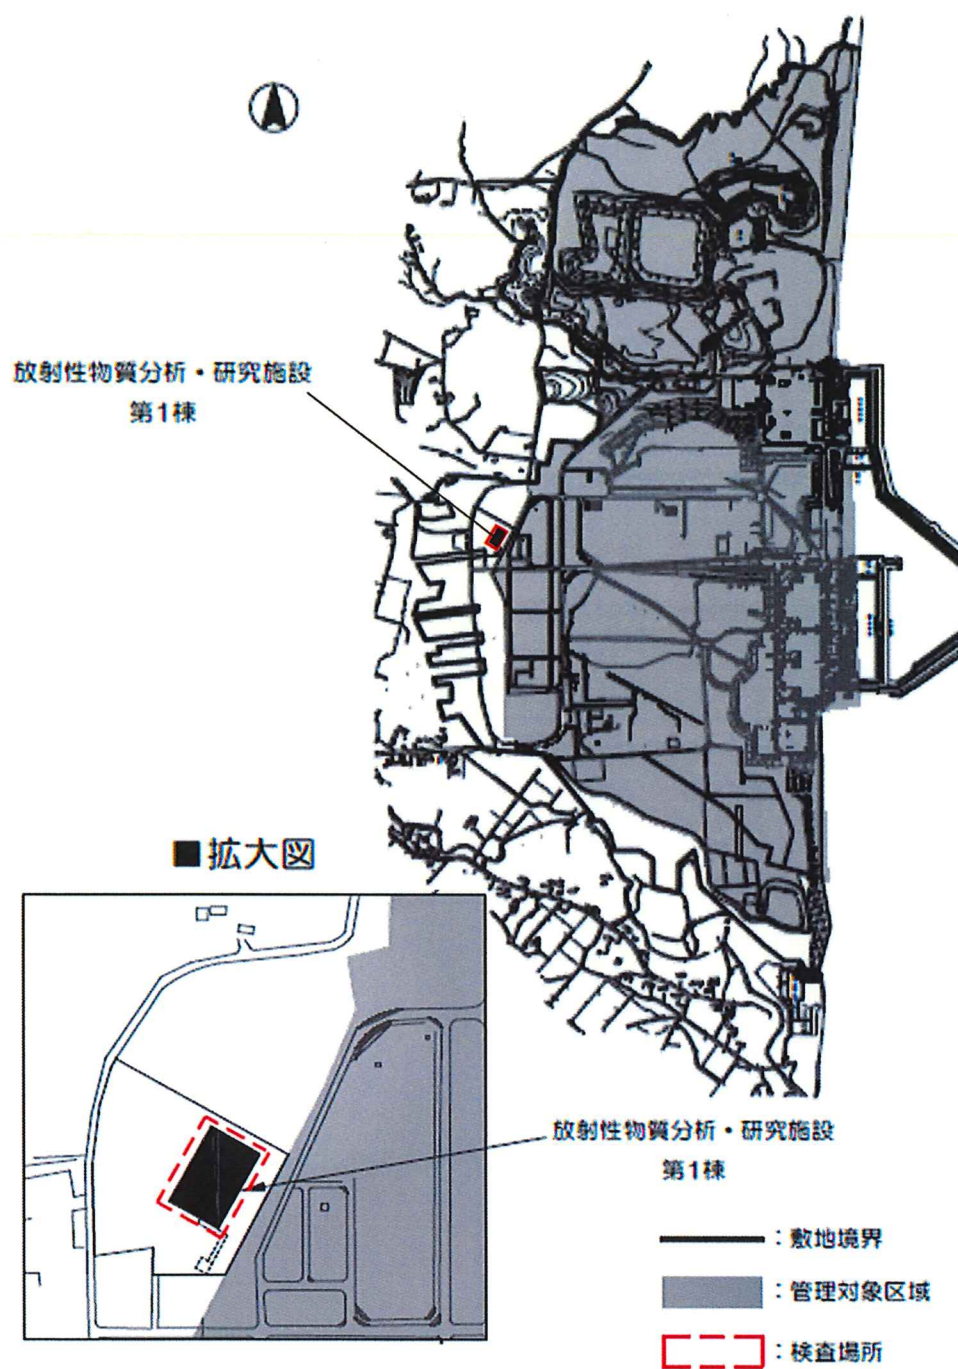 放射性物質分析・研究施設
第1棟
■拡大図
放射性物質分析・研究施設
第1棟
：敷地境界
：管理対象区域
：検査場所